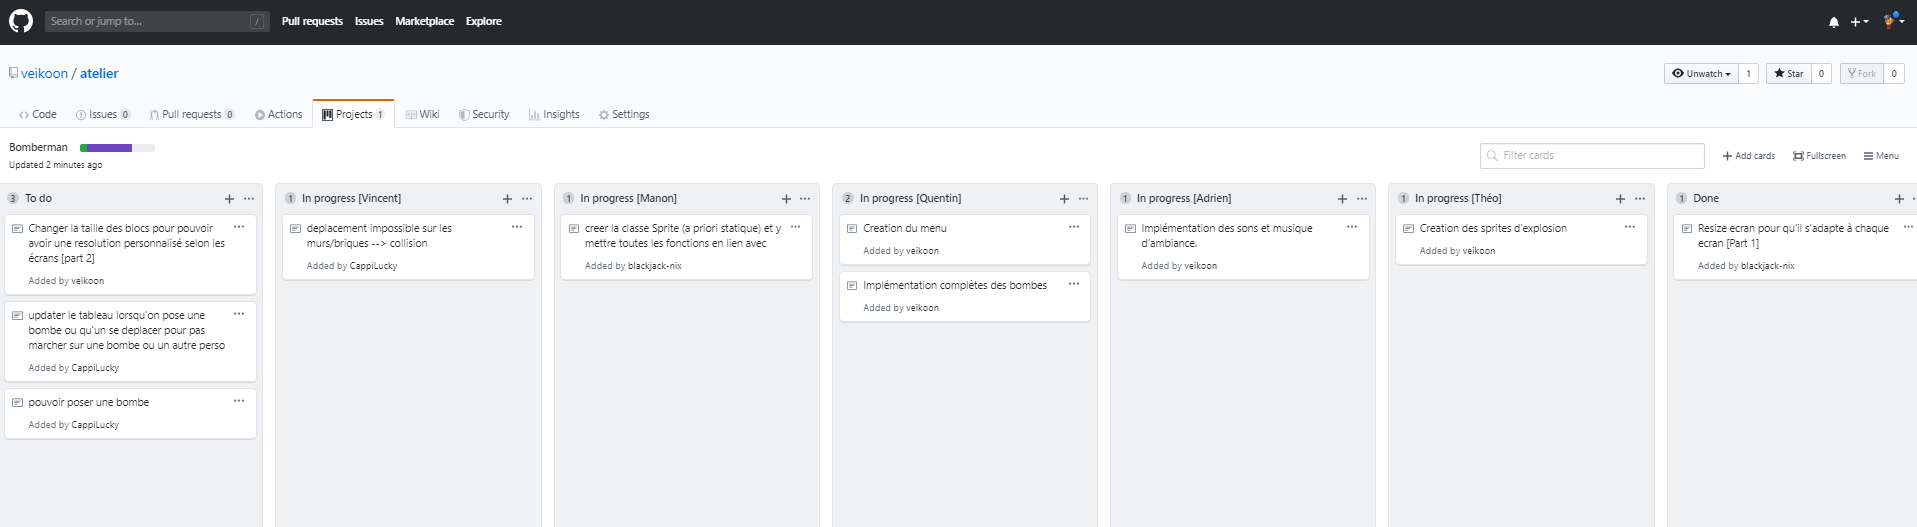 Search or jump to...
/
Pull requests Issues Marketplace Explore
veikoon / atelier
Unwatch 1 Star 0 Fork 0
Code Issues 0 Pull requests 0 Actions Projects 1 Wiki Security Insights Settings
Bomberman
Updated 2 minutes ago
Filter cards
Add cards Fullscreen Menu
3 To do
Changer la taille des blocs pour pouvoir
avoir une resolution personnalisé selon les
écrans [part 2]
Added by veikoon
updater le tableau lorsqu'on pose une
bombe ou qu'un se deplacer pour pas
marcher sur une bombe ou un autre perso
Added by CappiLucky
pouvoir poser une bombe
Added by CappiLucky
1 In progress [Vincent]
deplacement impossible sur les
murs/briques --> collision
Added by CappiLucky
1 In progress [Manon]
creer la classe Sprite (a priori statique) et y
mettre toutes les fonctions en lien avec
Added by blackjack-nix
2 In progress [Quentin]
Creation du menu
Added by veikoon
Implémentation complètes des bombes
Added by veikoon
1 In progress [Adrien]
Implémentation des sons et musique
d'ambiance.
Added by veikoon
1 In progress [Théo]
Creation des sprites d'explosion
Added by veikoon
1 Done
Resize ecran pour qu'il s'adapte à chaque
ecran [Part 1]
Added by blackjack-nix